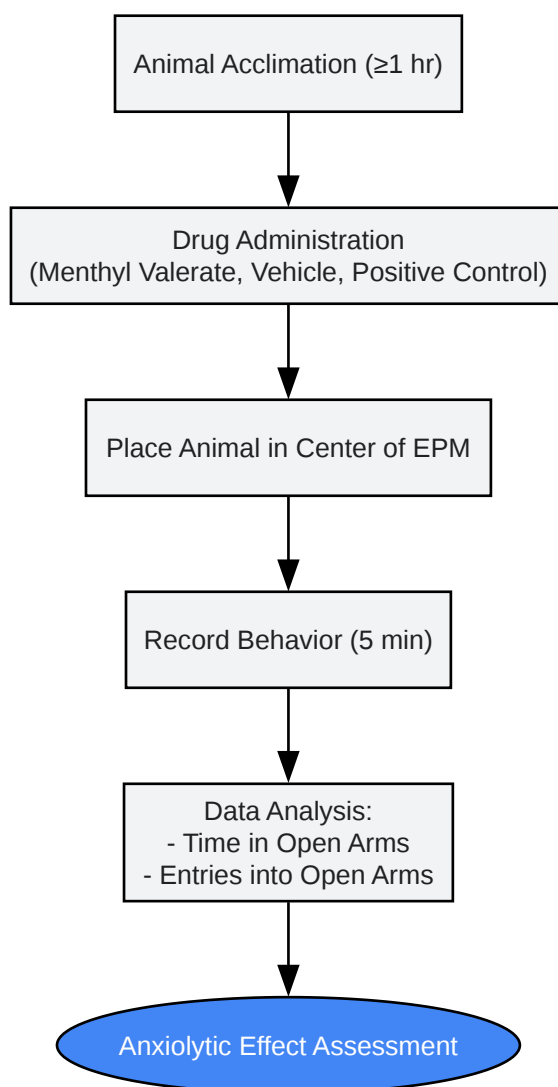 Animal Acclimation (≥1 hr)
Drug Administration
(Menthyl Valerate, Vehicle, Positive Control)
Place Animal in Center of EPM
Record Behavior (5 min)
Data Analysis:
- Time in Open Arms
- Entries into Open Arms
Anxiolytic Effect Assessment